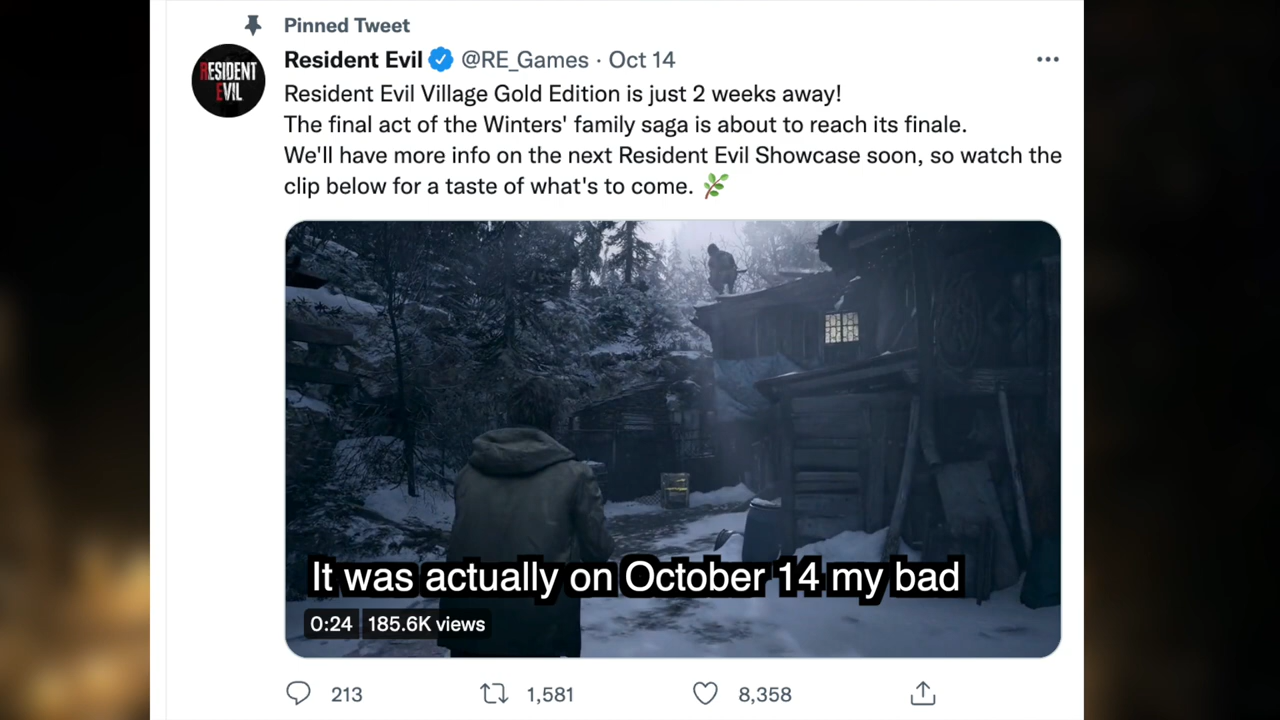 Pinned Tweet
RESIDENT
EVIL
Resident Evil @RE_Games · Oct 14
Resident Evil Village Gold Edition is just 2 weeks away!
The final act of the Winters' family saga is about to reach its finale.
We'll have more info on the next Resident Evil Showcase soon, so watch the
clip below for a taste of what's to come. 🌿
It was actually on October 14 my bad
0:24 185.6K views
213 1,581 8,358